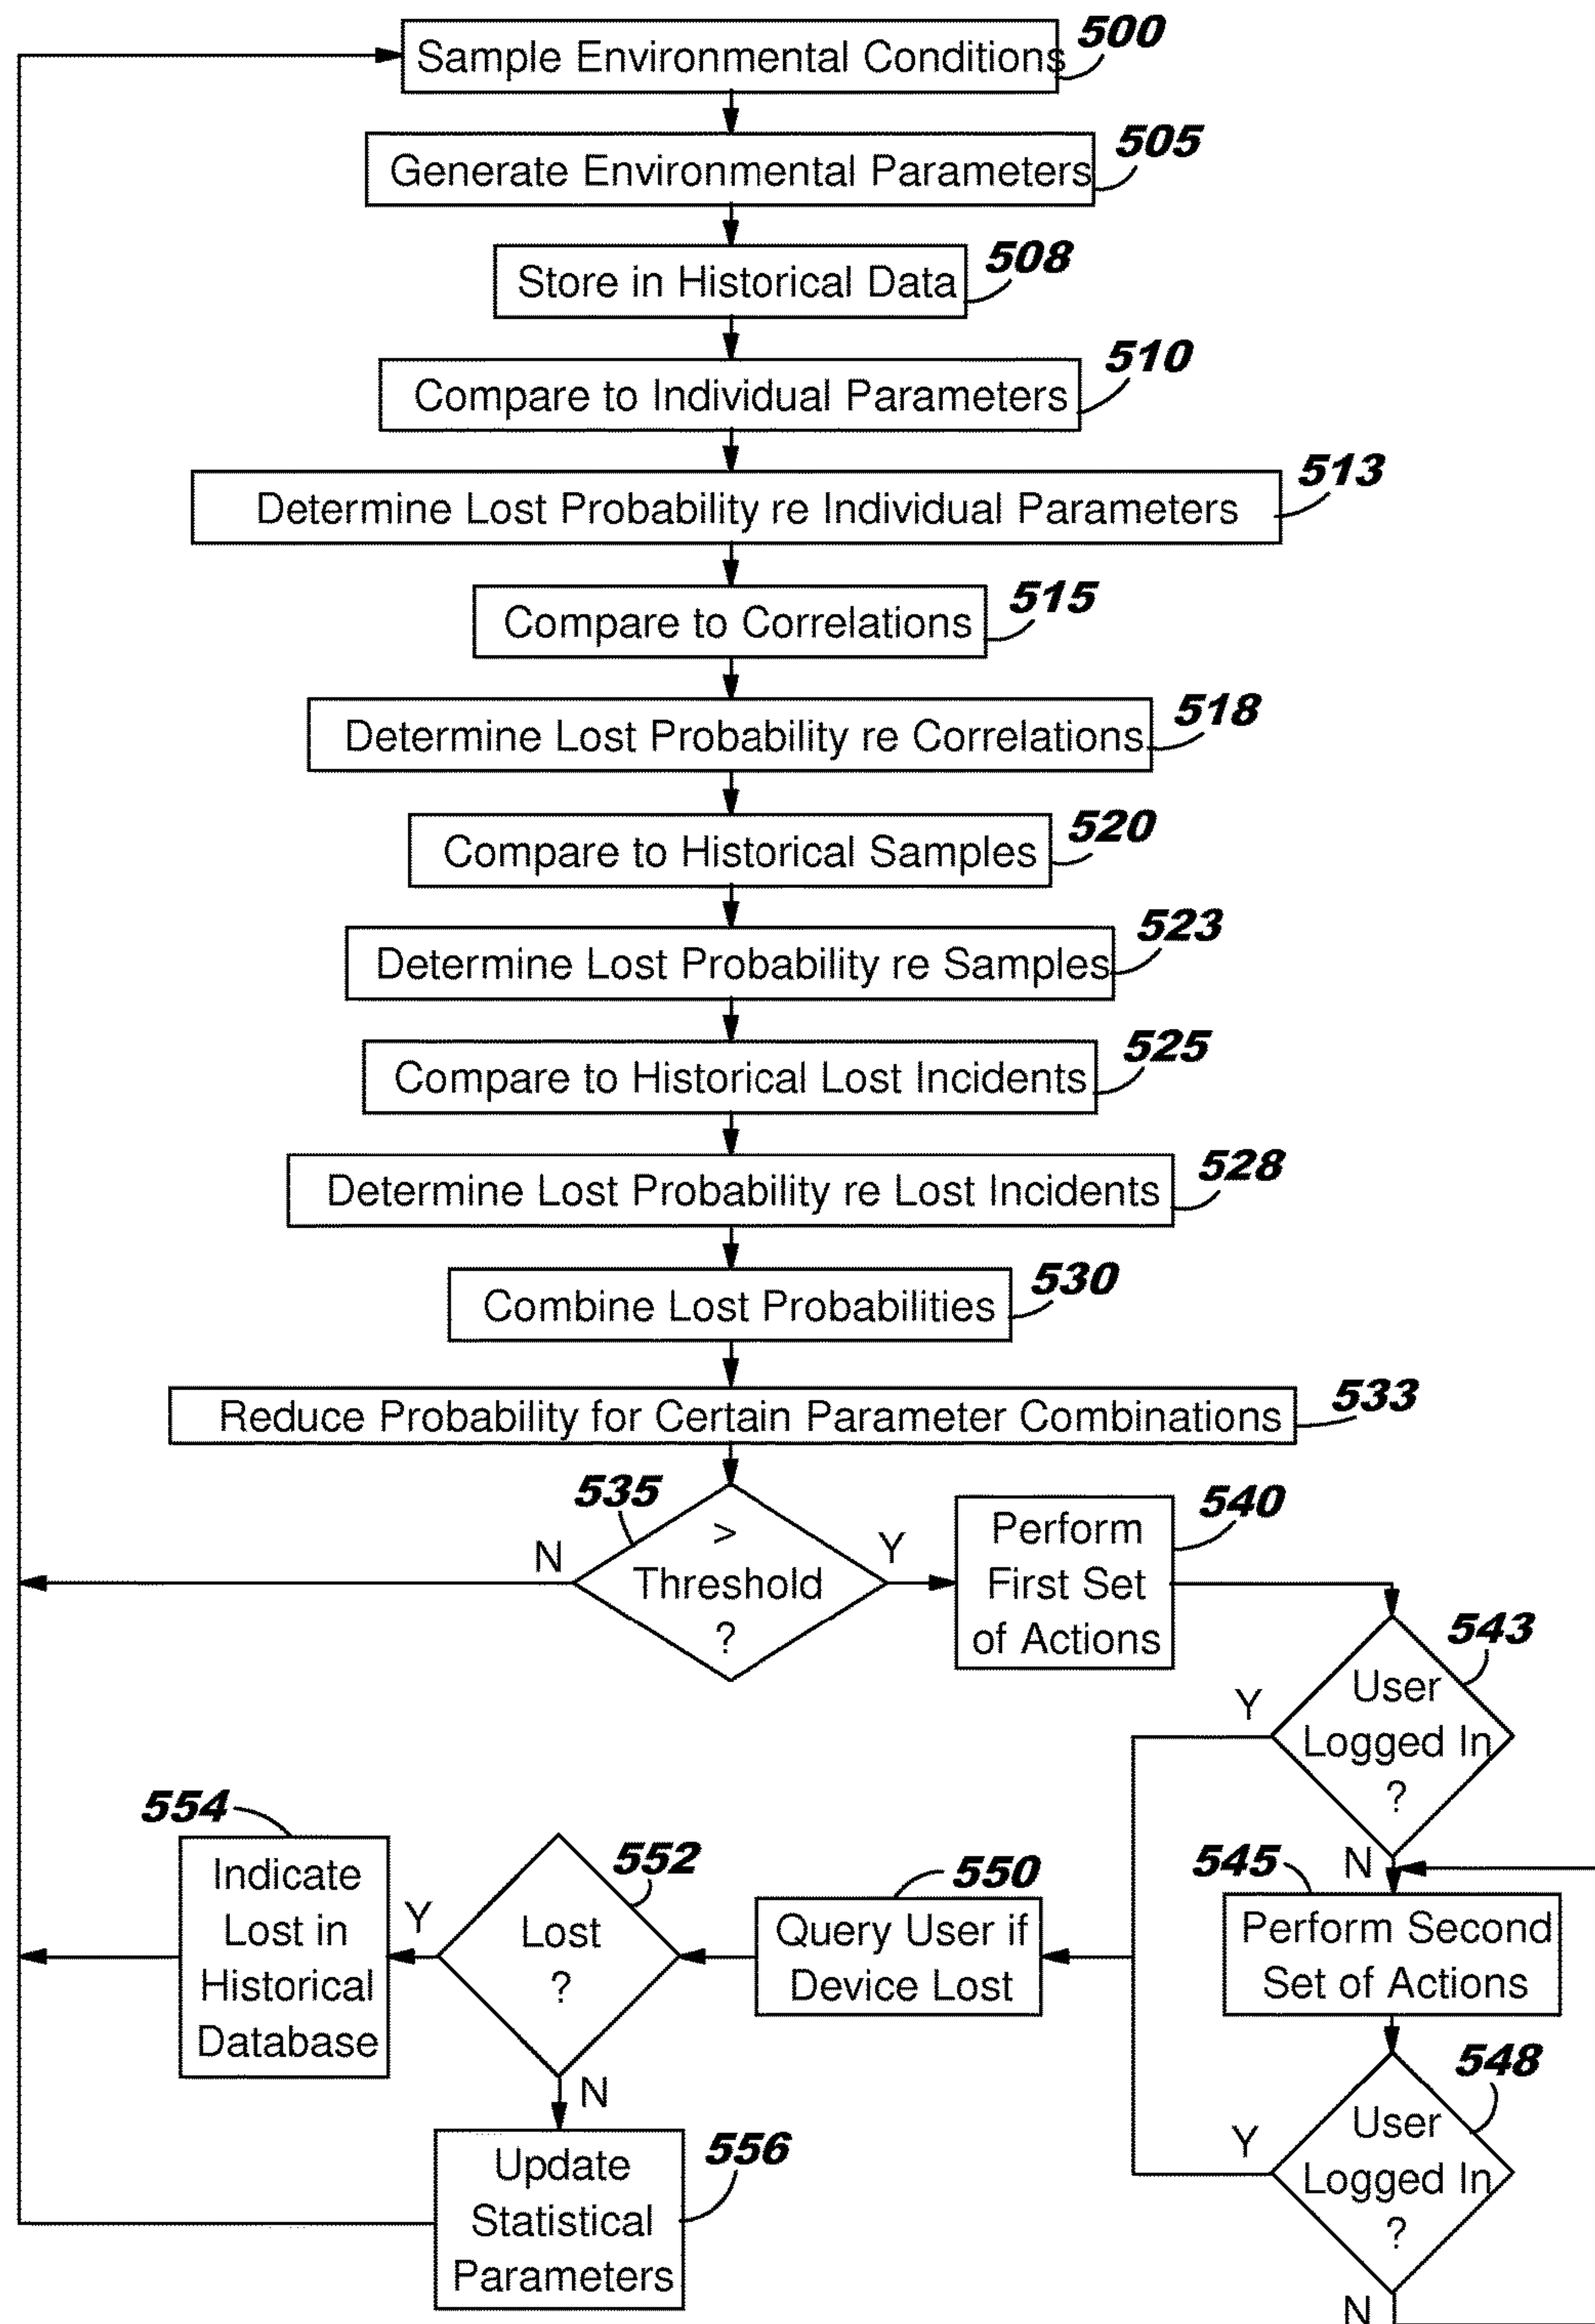 Sample Environmental Conditions 500
Generate Environmental Parameters 505
Store in Historical Data 508
Compare to Individual Parameters 510
Determine Lost Probability re Individual Parameters 513
Compare to Correlations 515
Determine Lost Probability re Correlations 518
Compare to Historical Samples 520
Determine Lost Probability re Samples 523
Compare to Historical Lost Incidents 525
Determine Lost Probability re Lost Incidents 528
Combine Lost Probabilities 530
Reduce Probability for Certain Parameter Combinations 533
535
N
>
Threshold
?
Y
Perform
First Set
of Actions
540
543
User
Logged In
?
Y
N
545
Perform Second
Set of Actions
548
User
Logged In
?
Y
N
550
Query User if
Device Lost
552
Lost
?
Y
N
554
Indicate
Lost in
Historical
Database
556
Update
Statistical
Parameters